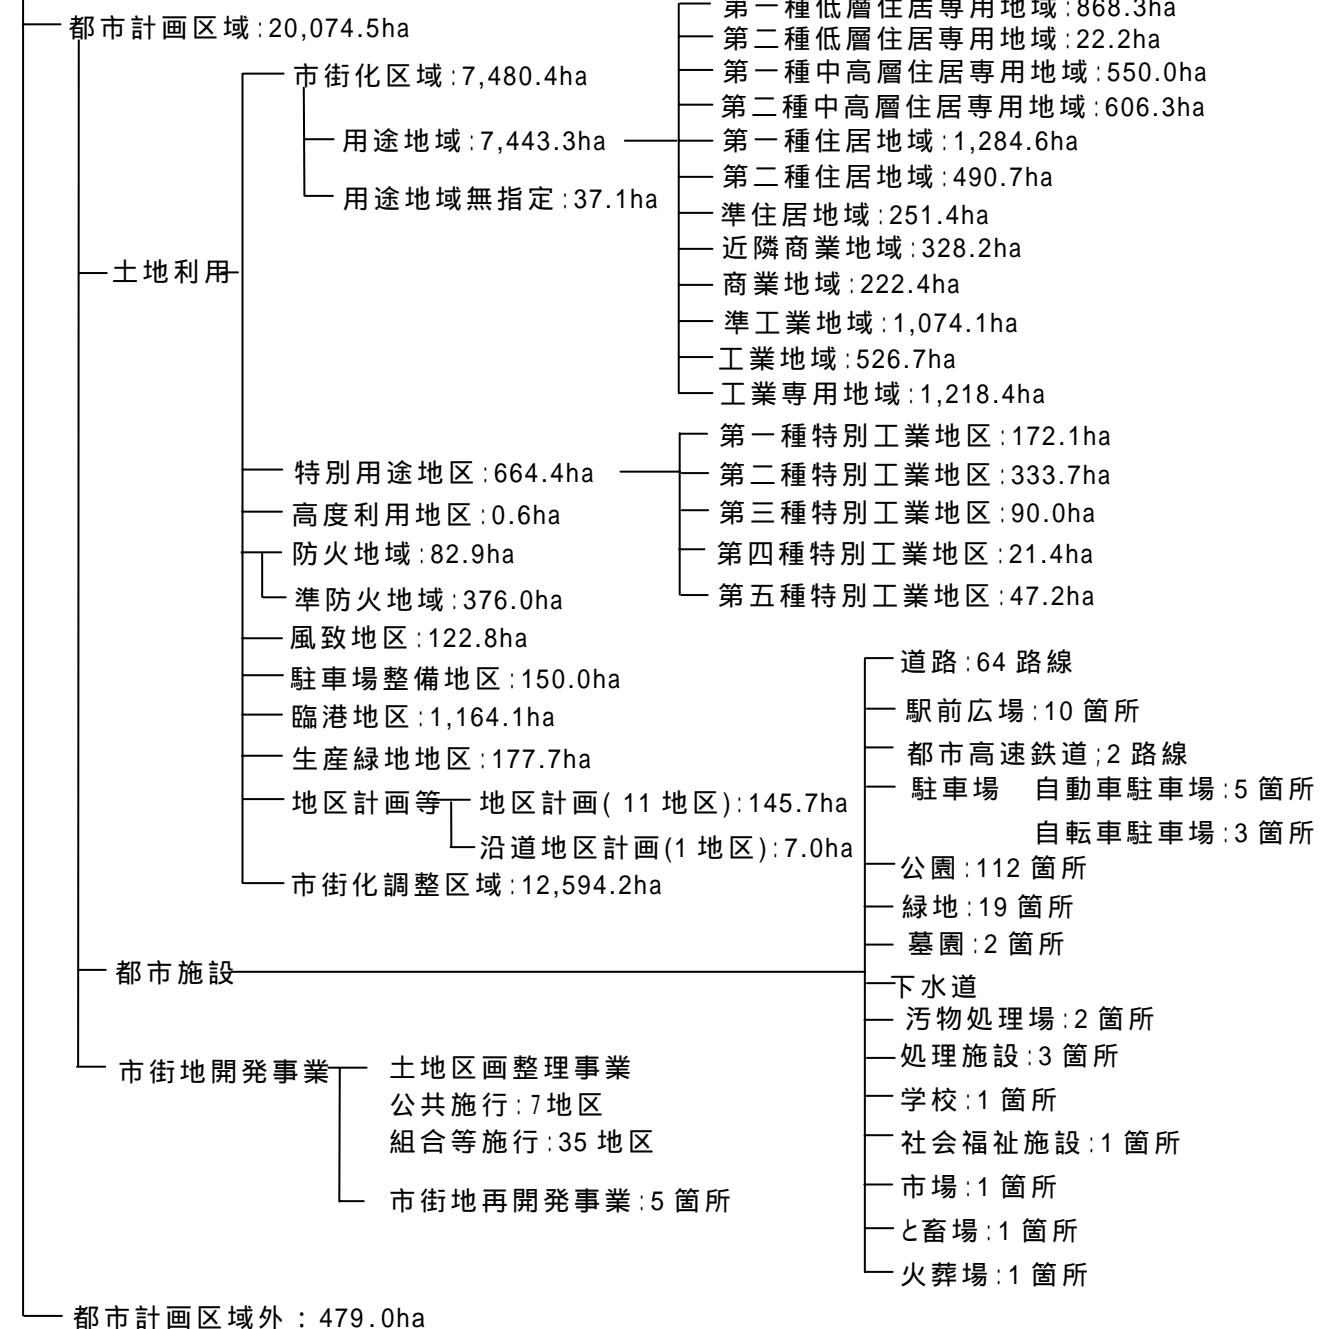 都市計画区域:20,074.5ha
土地利用
市街化区域:7,480.4ha
用途地域:7,443.3ha
第一種低層住居専用地域:868.3ha
第二種低層住居専用地域:22.2ha
第一種中高層住居専用地域:550.0ha
第二種中高層住居専用地域:606.3ha
第一種住居地域:1,284.6ha
第二種住居地域:490.7ha
準住居地域:251.4ha
近隣商業地域:328.2ha
商業地域:222.4ha
準工業地域:1,074.1ha
工業地域:526.7ha
工業専用地域:1,218.4ha
用途地域無指定:37.1ha
特別用途地区:664.4ha
第一種特別工業地区:172.1ha
第二種特別工業地区:333.7ha
第三種特別工業地区:90.0ha
第四種特別工業地区:21.4ha
第五種特別工業地区:47.2ha
高度利用地区:0.6ha
防火地域:82.9ha
準防火地域:376.0ha
風致地区:122.8ha
駐車場整備地区:150.0ha
臨港地区:1,164.1ha
生産緑地地区:177.7ha
地区計画等
地区計画( 11 地区):145.7ha
沿道地区計画(1 地区):7.0ha
市街化調整区域:12,594.2ha
都市施設
道路:64 路線
駅前広場:10 箇所
都市高速鉄道;2 路線
駐車場 自動車駐車場:5 箇所
自転車駐車場:3 箇所
公園:112 箇所
緑地:19 箇所
墓園:2 箇所
下水道
汚物処理場:2 箇所
処理施設:3 箇所
学校:1 箇所
社会福祉施設:1 箇所
市場:1 箇所
と畜場:1 箇所
火葬場:1 箇所
市街地開発事業
土地区画整理事業
公共施行:7地区
組合等施行:35 地区
市街地再開発事業:5 箇所
都市計画区域外：479.0ha